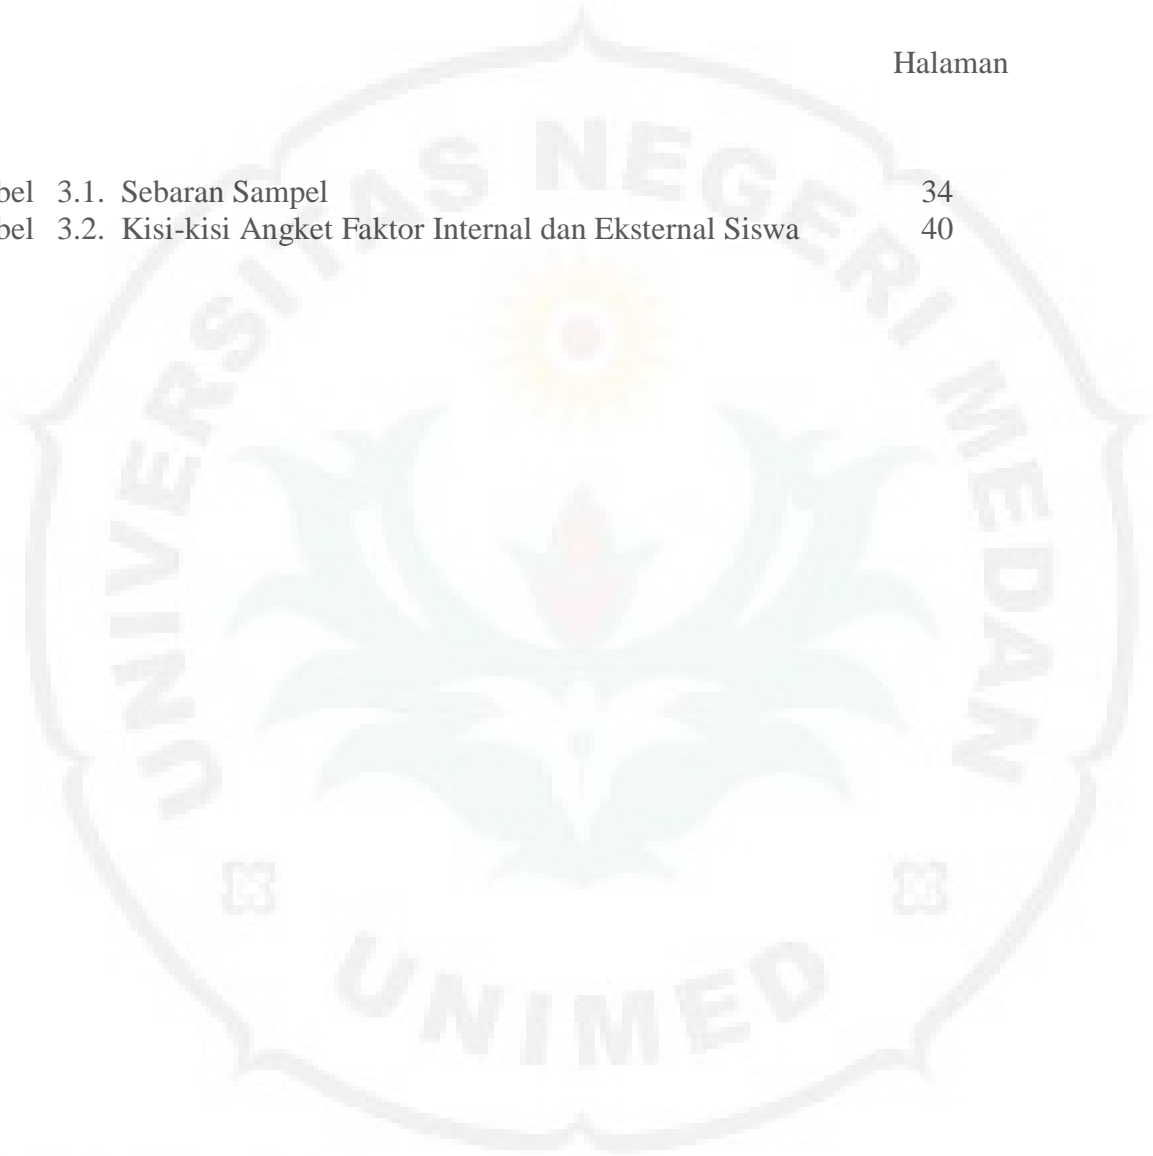 Halaman
bel 3.1. Sebaran Sampel 34
bel 3.2. Kisi-kisi Angket Faktor Internal dan Eksternal Siswa 40
UNIVERSITAS NEGERI MEDAN
UNIMED